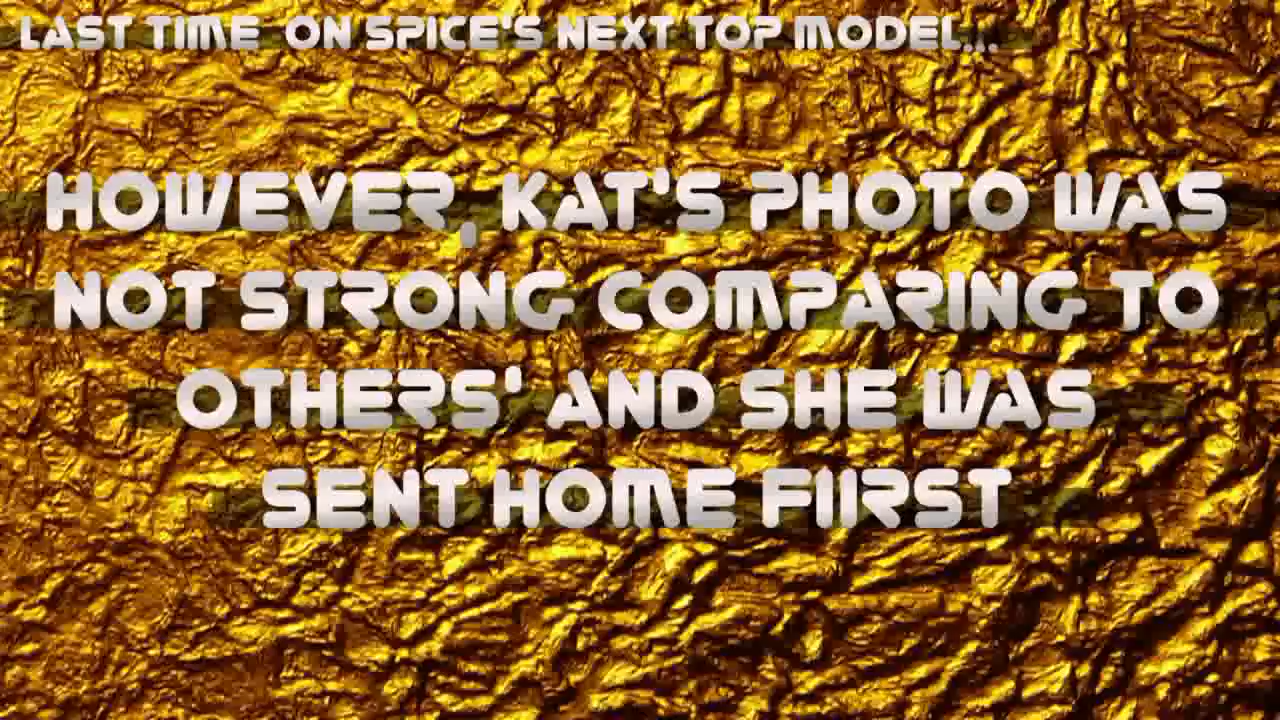 LAST TIME ON SPICE'S NEXT TOP MODEL...
HOWEVER, KAT'S PHOTO WAS
NOT STRONG COMPARING TO
OTHERS' AND SHE WAS
SENT HOME FIRST